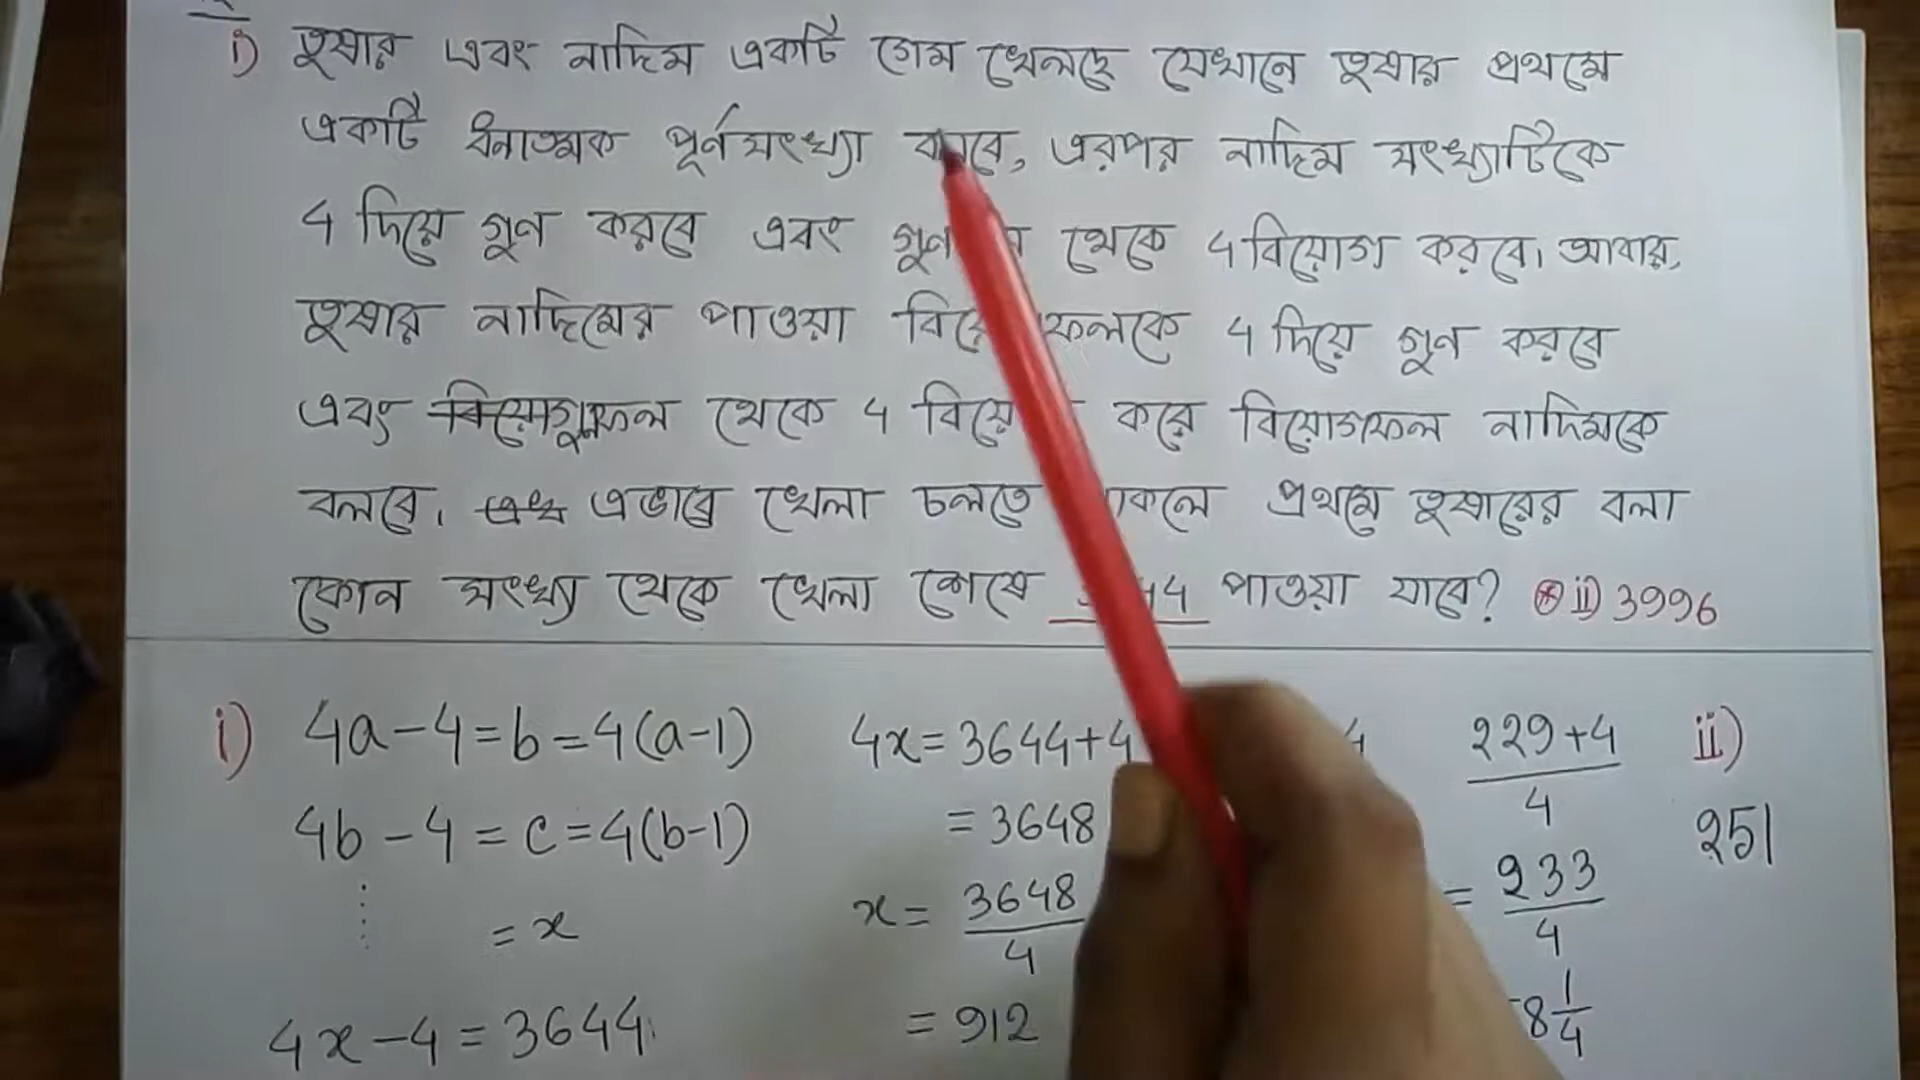 i) তুষার এবং নাদিম একটি গেম খেলছে যেখানে তুষার প্রথমে
একটি ধনাত্মক পূর্ণসংখ্যা বলবে, এরপর নাদিম সংখ্যাটিকে
4 দিয়ে গুণ করবে এবং থেকে 4 বিয়োগ করবে। আবার,
তুষার নাদিমের পাওয়া 4 দিয়ে গুণ করবে
এবং থেকে 4 করে বিয়োগফল নাদিমকে
বলবে। এভাবে খেলা চলতে প্রথমে তুষারের বলা
কোন সংখ্যা থেকে খেলা শেষে পাওয়া যাবে? ii) 3996
i) 4a-4=b=4(a-1)
4b-4=c=4(b-1)
= x
4x-4=3644
4x=3644+4
= 3648
x= 3648/4
= 912
229+4
4
= 233/4
8 1/4
ii)
251